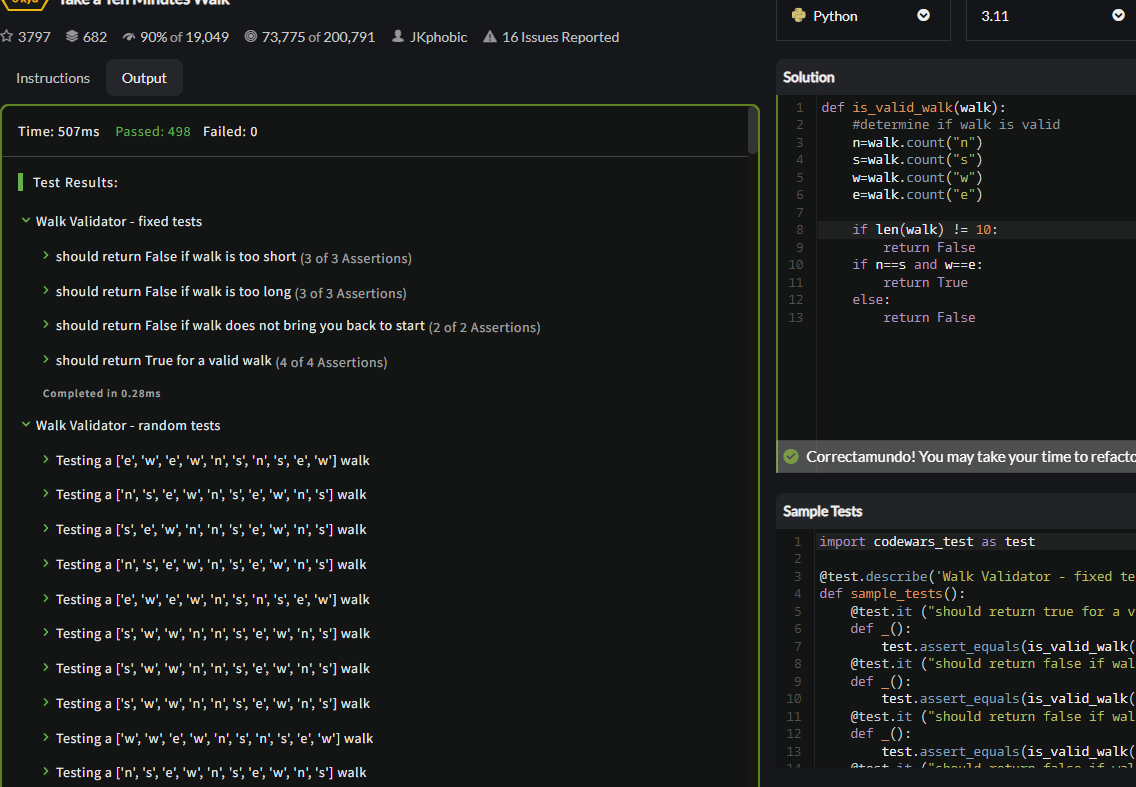 Take a Ten Minutes Walk
3797 682 90% of 19,049 73,775 of 200,791 JKphobic 16 Issues Reported
Instructions Output
Time: 507ms Passed: 498 Failed: 0
Test Results:
Walk Validator - fixed tests
should return False if walk is too short (3 of 3 Assertions)
should return False if walk is too long (3 of 3 Assertions)
should return False if walk does not bring you back to start (2 of 2 Assertions)
should return True for a valid walk (4 of 4 Assertions)
Completed in 0.28ms
Walk Validator - random tests
Testing a ['e', 'w', 'e', 'w', 'n', 's', 'n', 's', 'e', 'w'] walk
Testing a ['n', 's', 'e', 'w', 'n', 's', 'e', 'w', 'n', 's'] walk
Testing a ['s', 'e', 'w', 'n', 'n', 's', 'e', 'w', 'n', 's'] walk
Testing a ['n', 's', 'e', 'w', 'n', 's', 'e', 'w', 'n', 's'] walk
Testing a ['e', 'w', 'e', 'w', 'n', 's', 'n', 's', 'e', 'w'] walk
Testing a ['s', 'w', 'w', 'n', 'n', 's', 'e', 'w', 'n', 's'] walk
Testing a ['s', 'w', 'w', 'n', 'n', 's', 'e', 'w', 'n', 's'] walk
Testing a ['s', 'w', 'w', 'n', 'n', 's', 'e', 'w', 'n', 's'] walk
Testing a ['w', 'w', 'e', 'w', 'n', 's', 'n', 's', 'e', 'w'] walk
Testing a ['n', 's', 'e', 'w', 'n', 's', 'e', 'w', 'n', 's'] walk
Python 3.11
Solution
1 def is_valid_walk(walk):
2 #determine if walk is valid
3 n=walk.count("n")
4 s=walk.count("s")
5 w=walk.count("w")
6 e=walk.count("e")
7
8 if len(walk) != 10:
9 return False
10 if n==s and w==e:
11 return True
12 else:
13 return False
Correctamundo! You may take your time to refacto
Sample Tests
1 import codewars_test as test
2
3 @test.describe('Walk Validator - fixed te
4 def sample_tests():
5 @test.it ("should return true for a v
6 def _():
7 test.assert_equals(is_valid_walk(
8 @test.it ("should return false if wal
9 def _():
10 test.assert_equals(is_valid_walk(
11 @test.it ("should return false if wal
12 def _():
13 test.assert_equals(is_valid_walk(
14 @test.it ("should return false if wal